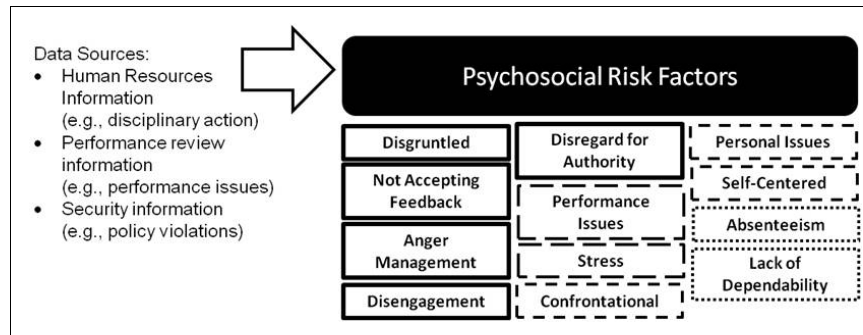 Data Sources:
• Human Resources
Information
(e.g., disciplinary action)
• Performance review
information
(e.g., performance issues)
• Security information
(e.g., policy violations)
Psychosocial Risk Factors
Disgruntled
Not Accepting
Feedback
Anger
Management
Disengagement
Disregard for
Authority
Performance
Issues
Stress
Confrontational
Personal Issues
Self-Centered
Absenteeism
Lack of
Dependability